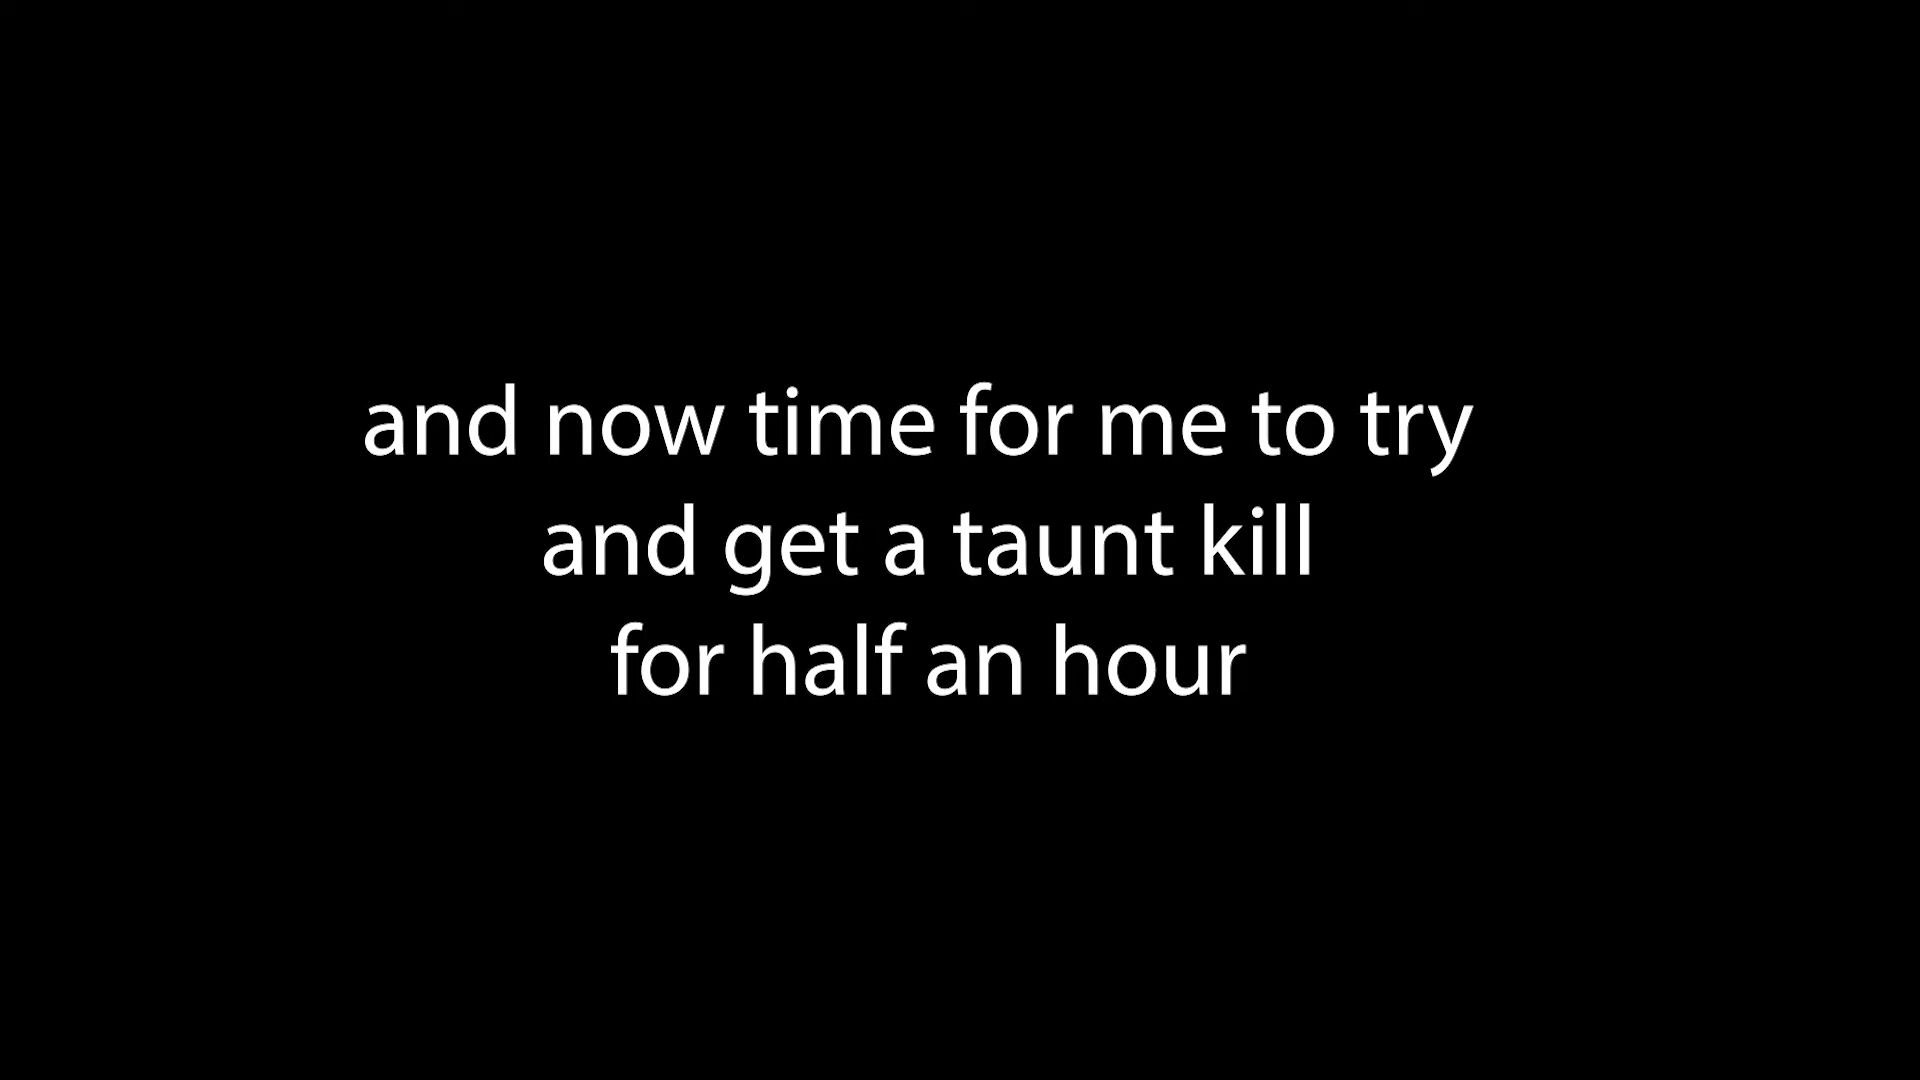 and now time for me to try
and get a taunt kill
for half an hour